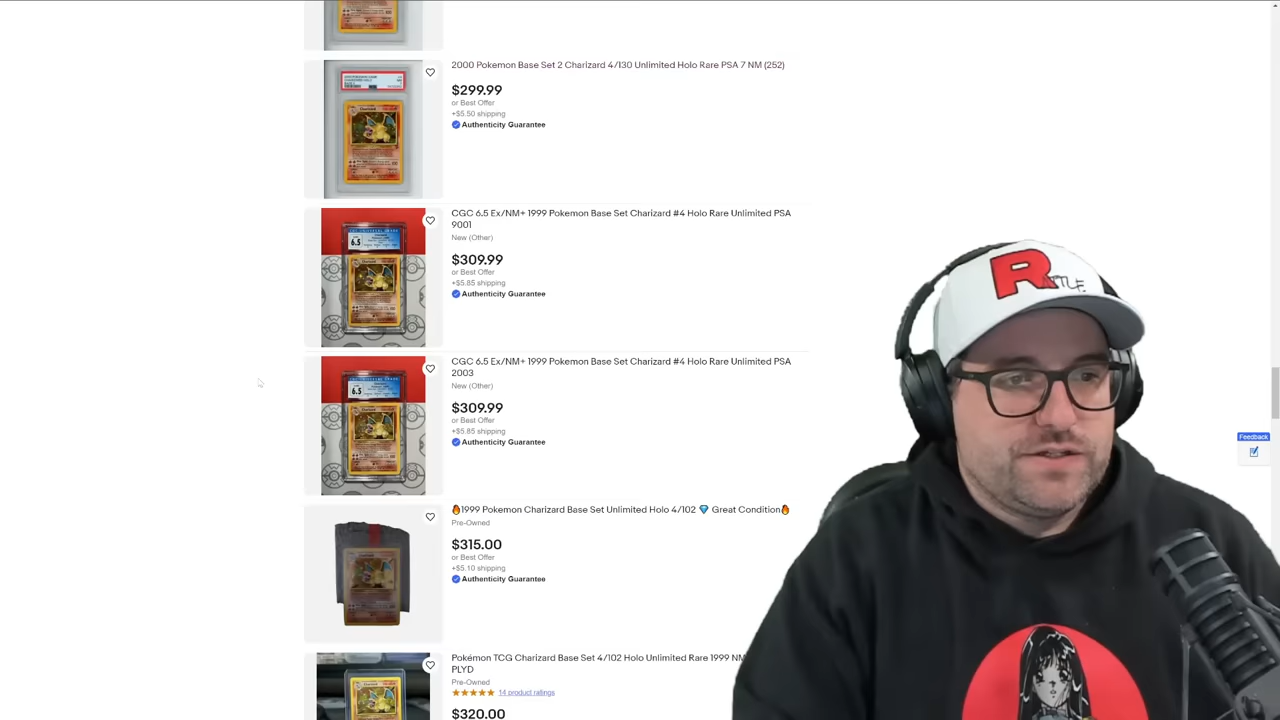 2000 Pokemon Base Set 2 Charizard 4/130 Unlimited Holo Rare PSA 7 NM (252)
$299.99
or Best Offer
+$5.50 shipping
Authenticity Guarantee
CGC 6.5 Ex/NM+ 1999 Pokemon Base Set Charizard #4 Holo Rare Unlimited PSA
9001
New (Other)
6.5
$309.99
or Best Offer
+$5.85 shipping
Authenticity Guarantee
CGC 6.5 Ex/NM+ 1999 Pokemon Base Set Charizard #4 Holo Rare Unlimited PSA
2003
New (Other)
6.5
$309.99
or Best Offer
+$5.85 shipping
Authenticity Guarantee
🔥1999 Pokemon Charizard Base Set Unlimited Holo 4/102 💎 Great Condition🔥
Pre-Owned
$315.00
or Best Offer
+$5.10 shipping
Authenticity Guarantee
Pokémon TCG Charizard Base Set 4/102 Holo Unlimited Rare 1999 NM
PLYD
Pre-Owned
14 product ratings
$320.00
R
Feedback